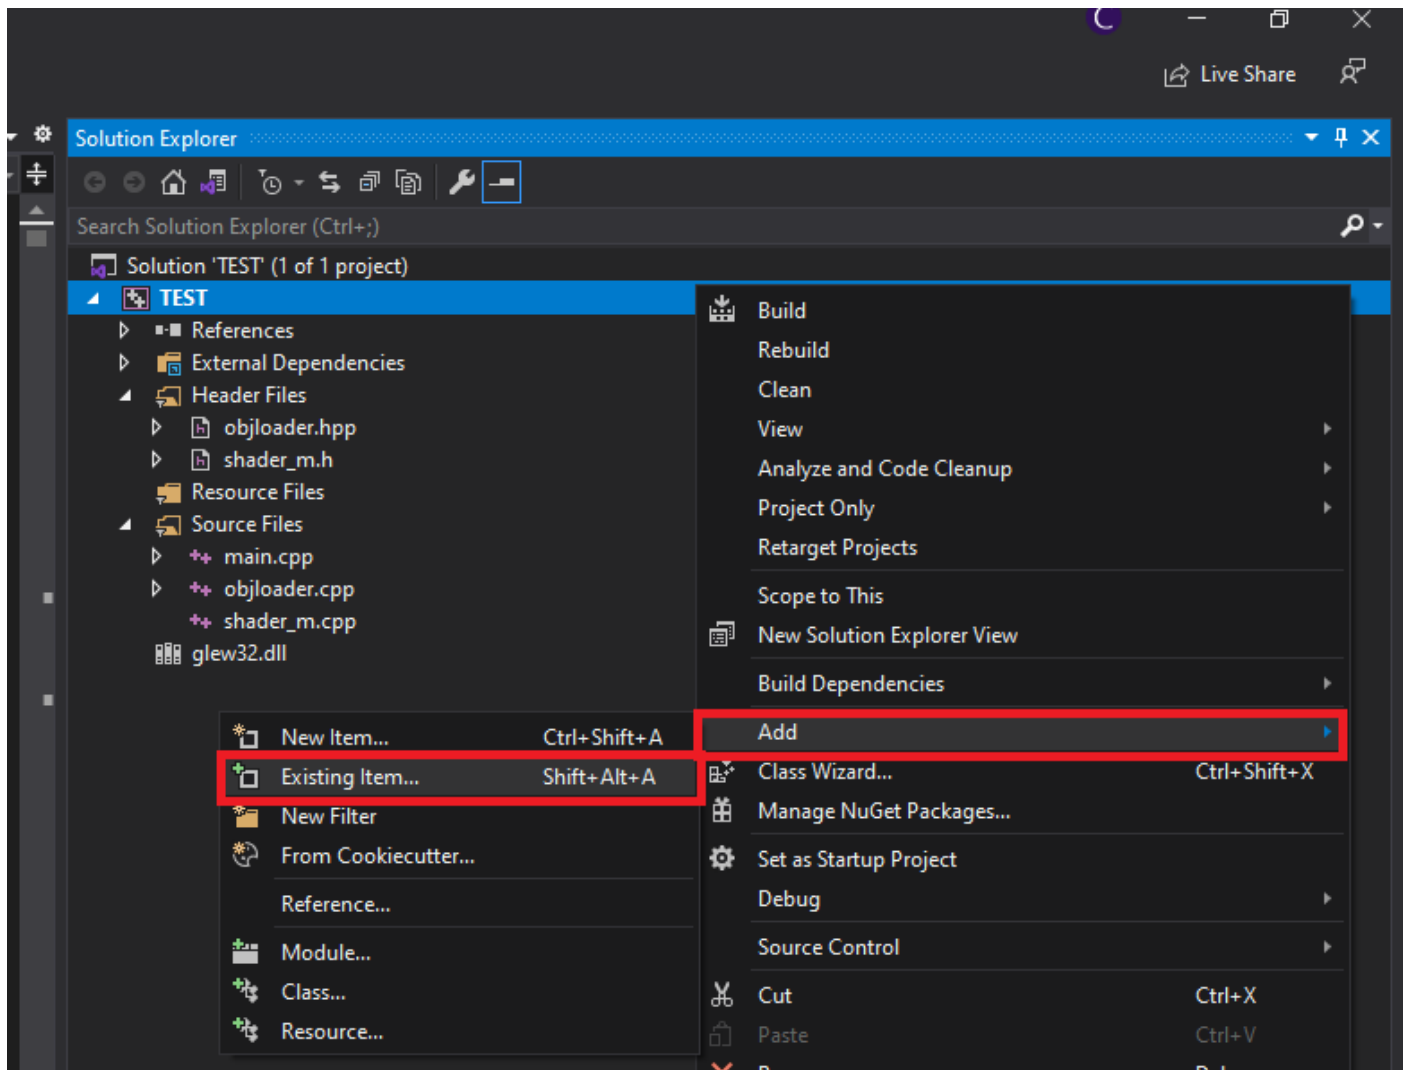 C
Live Share
Solution Explorer
Search Solution Explorer (Ctrl+;)
Solution 'TEST' (1 of 1 project)
TEST
References
External Dependencies
Header Files
objloader.hpp
shader_m.h
Resource Files
Source Files
main.cpp
objloader.cpp
shader_m.cpp
glew32.dll
Build
Rebuild
Clean
View
Analyze and Code Cleanup
Project Only
Retarget Projects
Scope to This
New Solution Explorer View
Build Dependencies
Add
Class Wizard... Ctrl+Shift+X
Manage NuGet Packages...
Set as Startup Project
Debug
Source Control
Cut Ctrl+X
Paste Ctrl+V
New Item... Ctrl+Shift+A
Existing Item... Shift+Alt+A
New Filter
From Cookiecutter...
Reference...
Module...
Class...
Resource...